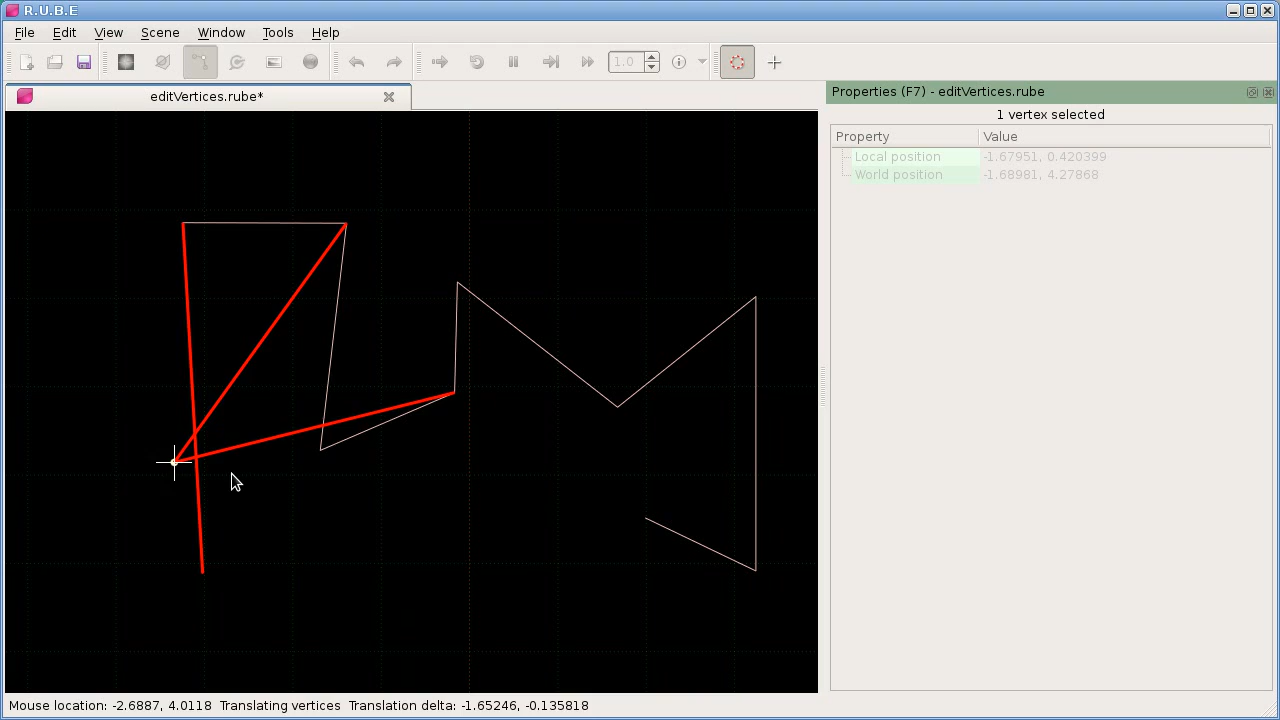 R.U.B.E
File Edit View Scene Window Tools Help
1.0
editVertices.rube*
Properties (F7) - editVertices.rube
1 vertex selected
Property Value
Local position -1.67951, 0.420399
World position -1.68981, 4.27868
Mouse location: -2.6887, 4.0118 Translating vertices Translation delta: -1.65246, -0.135818